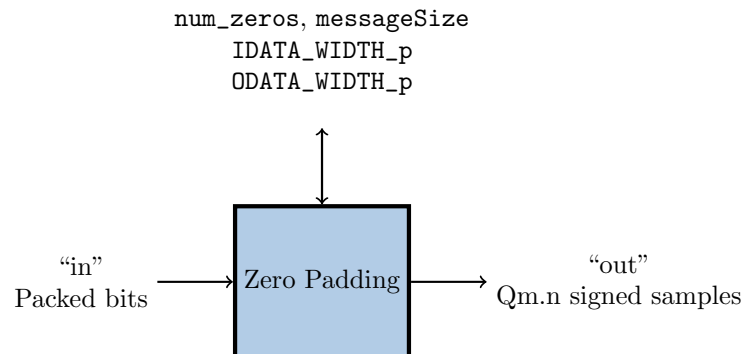 num_zeros, messageSize
IDATA_WIDTH_p
ODATA_WIDTH_p
“in”
Packed bits
Zero Padding
“out”
Qm.n signed samples